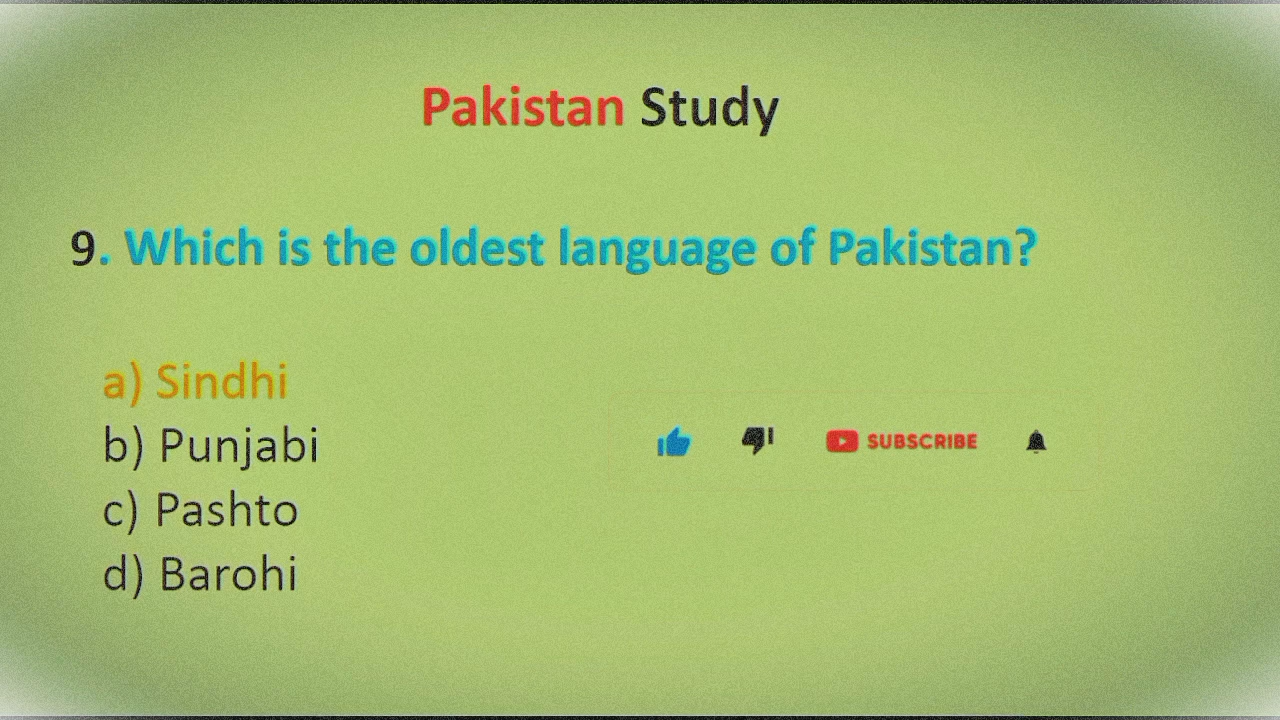 Pakistan Study
9. Which is the oldest language of Pakistan?
a) Sindhi
b) Punjabi
SUBSCRIBE
c) Pashto
d) Barohi